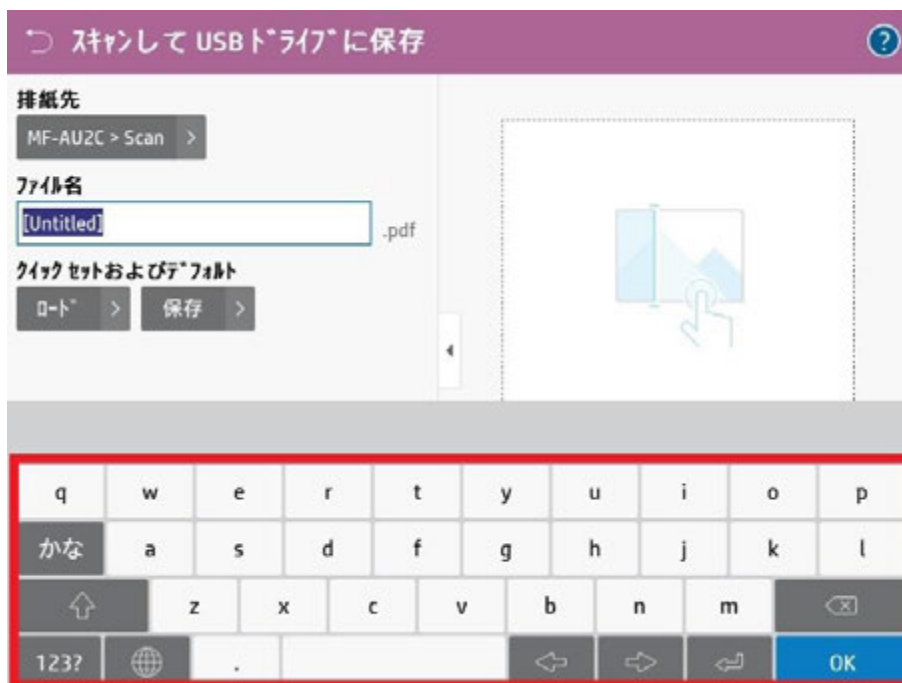 スキャンして USBドライブに保存
?
排紙先
MF-AU2C > Scan >
ファイル名
[Untitled]
.pdf
クイック セットおよびデフォルト
ロード > 保存 >
q w e r t y u i o p
かな a s d f g h j k l
z x c v b n m
123? .
OK